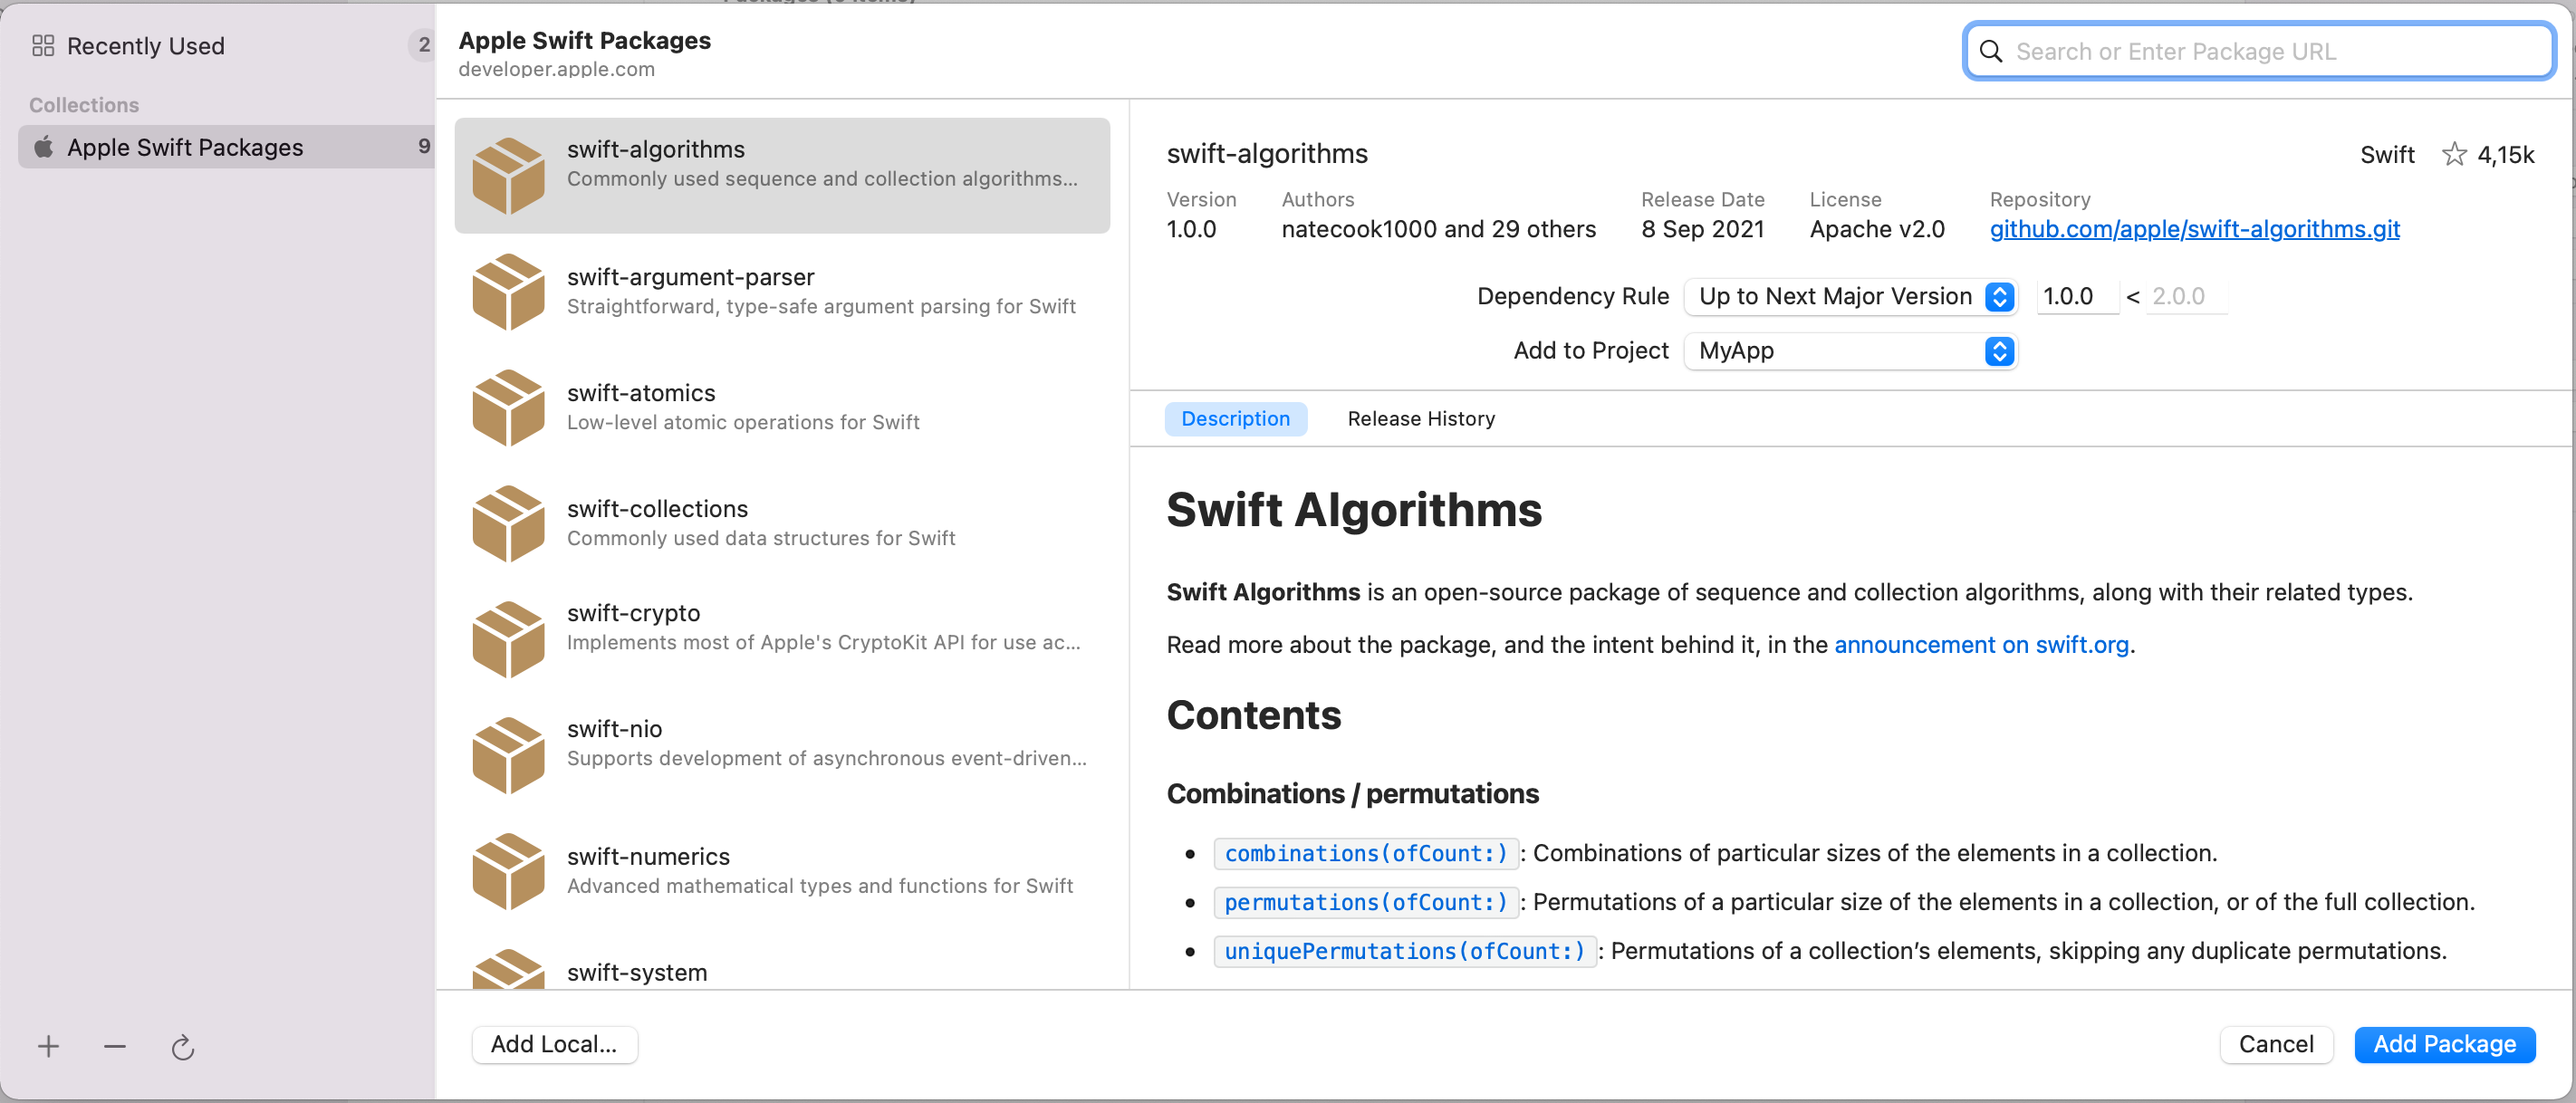 Recently Used 2
Collections
Apple Swift Packages 9
Apple Swift Packages
developer.apple.com
Search or Enter Package URL
swift-algorithms
Commonly used sequence and collection algorithms...
swift-argument-parser
Straightforward, type-safe argument parsing for Swift
swift-atomics
Low-level atomic operations for Swift
swift-collections
Commonly used data structures for Swift
swift-crypto
Implements most of Apple's CryptoKit API for use ac...
swift-nio
Supports development of asynchronous event-driven...
swift-numerics
Advanced mathematical types and functions for Swift
swift-system
swift-algorithms Swift 4,15k
Version Authors Release Date License Repository
1.0.0 natecook1000 and 29 others 8 Sep 2021 Apache v2.0 github.com/apple/swift-algorithms.git
Dependency Rule Up to Next Major Version 1.0.0 < 2.0.0
Add to Project MyApp
Description Release History
Swift Algorithms
Swift Algorithms is an open-source package of sequence and collection algorithms, along with their related types.
Read more about the package, and the intent behind it, in the announcement on swift.org.
Contents
Combinations / permutations
• combinations(ofCount:) : Combinations of particular sizes of the elements in a collection.
• permutations(ofCount:) : Permutations of a particular size of the elements in a collection, or of the full collection.
• uniquePermutations(ofCount:) : Permutations of a collection’s elements, skipping any duplicate permutations.
Add Local... Cancel Add Package